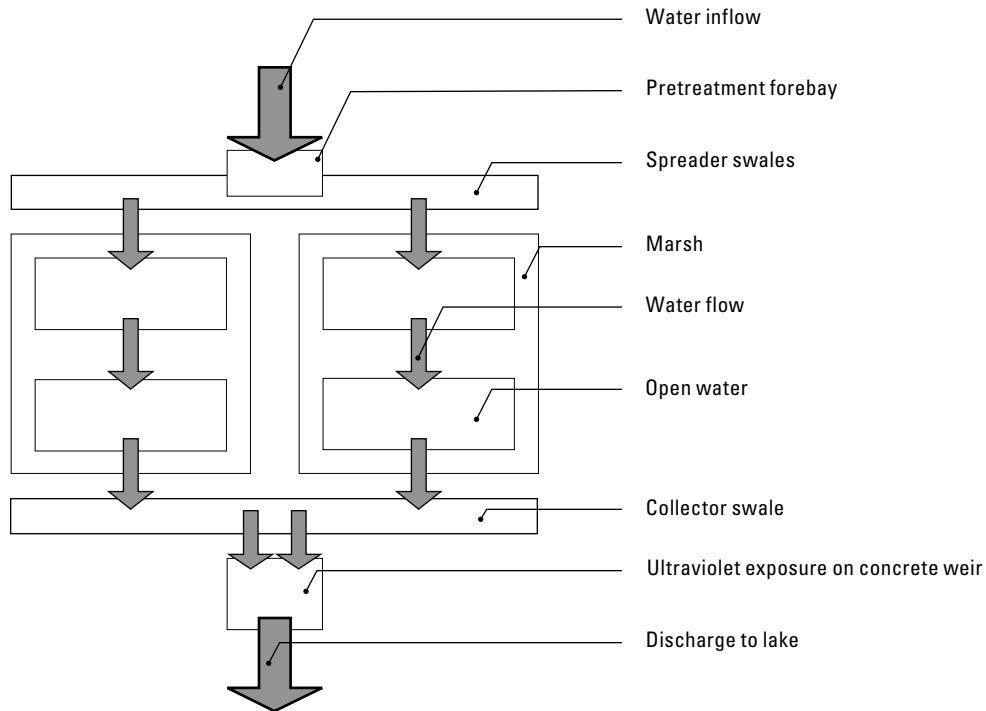 Water inflow
Pretreatment forebay
Spreader swales
Marsh
Water flow
Open water
Collector swale
Ultraviolet exposure on concrete weir
Discharge to lake